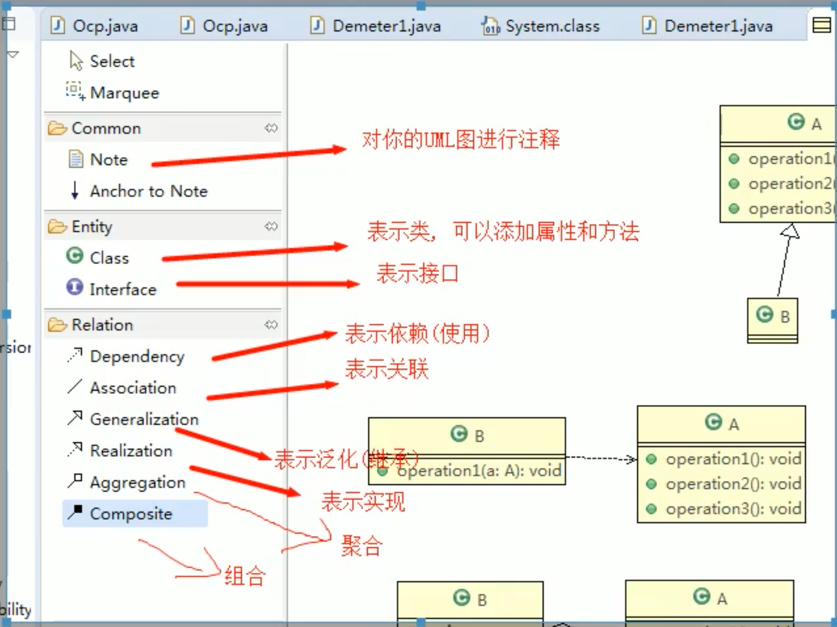 Ocp.java
Ocp.java
Demeter1.java
System.class
Demeter1.java
Select
Marquee
Common
Note
对你的UML图进行注释
Anchor to Note
Entity
Class
表示类, 可以添加属性和方法
Interface
表示接口
Relation
Dependency
表示依赖(使用)
Association
表示关联
Generalization
表示泛化(继承)
Realization
表示实现
Aggregation
聚合
Composite
组合
A
operation1(
operation2(
operation3(
B
B
operation1(a: A): void
A
operation1(): void
operation2(): void
operation3(): void
B
A